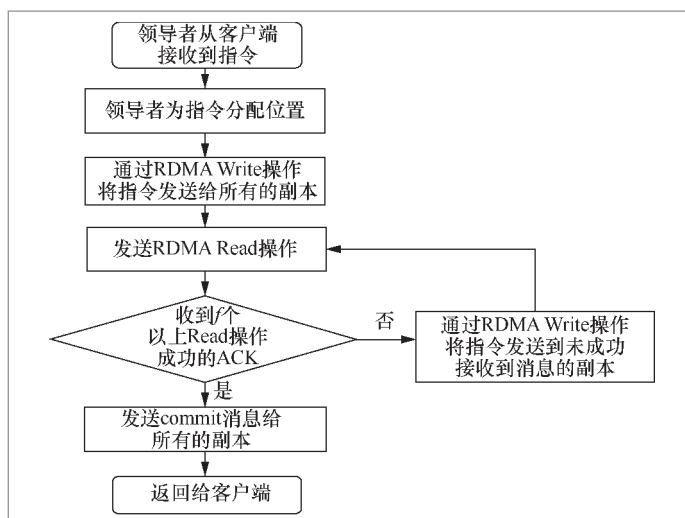 领导者从客户端
接收到指令
领导者为指令分配位置
通过RDMA Write操作
将指令发送给所有的副本
发送RDMA Read操作
收到f个
以上Read操作
成功的ACK
否
通过RDMA Write操作
将指令发送到未成功
接收到消息的副本
是
发送commit消息给
所有的副本
返回给客户端